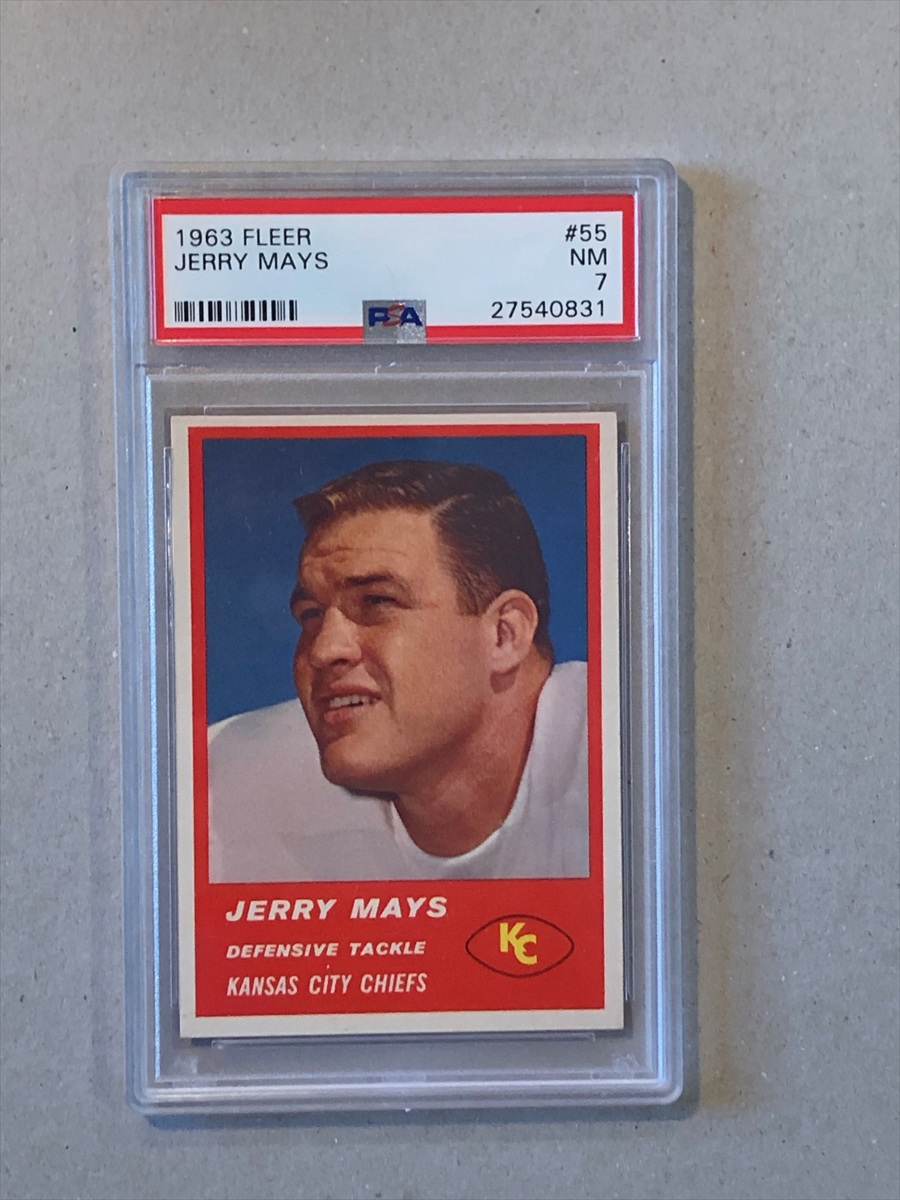 1963 FLEER #55
JERRY MAYS NM
7
27540831
PSA
JERRY MAYS
DEFENSIVE TACKLE
KANSAS CITY CHIEFS
KC